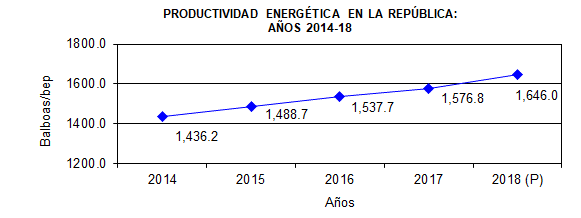 PRODUCTIVIDAD ENERGÉTICA EN LA REPÚBLICA:
AÑOS 2014-18
1800.0
1600.0
1400.0
1200.0
Balboas/bep
1,436.2
1,488.7
1,537.7
1,576.8
1,646.0
2014
2015
2016
2017
2018 (P)
Años